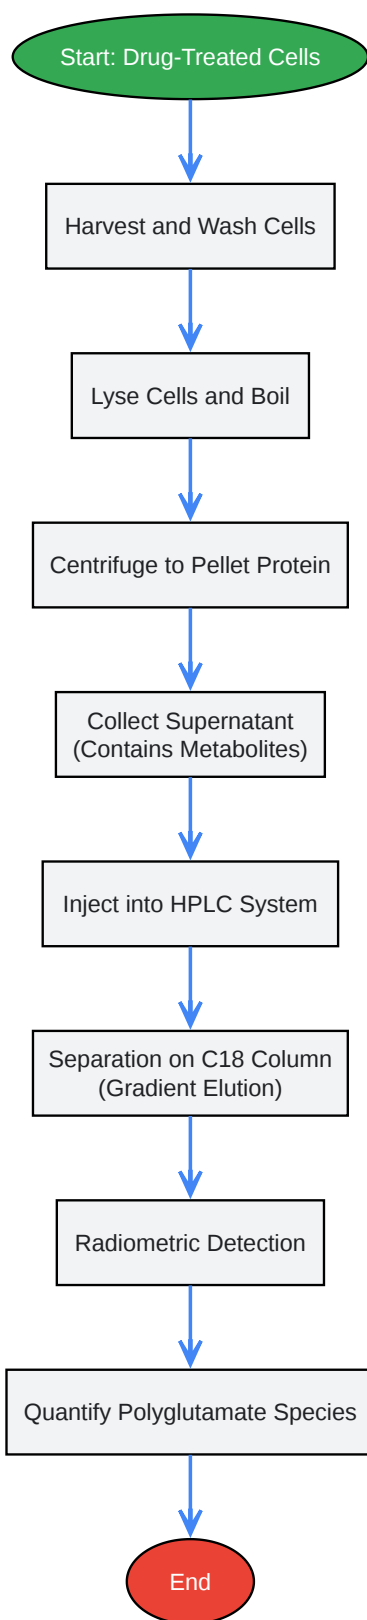 Start: Drug-Treated Cells
Harvest and Wash Cells
Lyse Cells and Boil
Centrifuge to Pellet Protein
Collect Supernatant
(Contains Metabolites)
Inject into HPLC System
Separation on C18 Column
(Gradient Elution)
Radiometric Detection
Quantify Polyglutamate Species
End